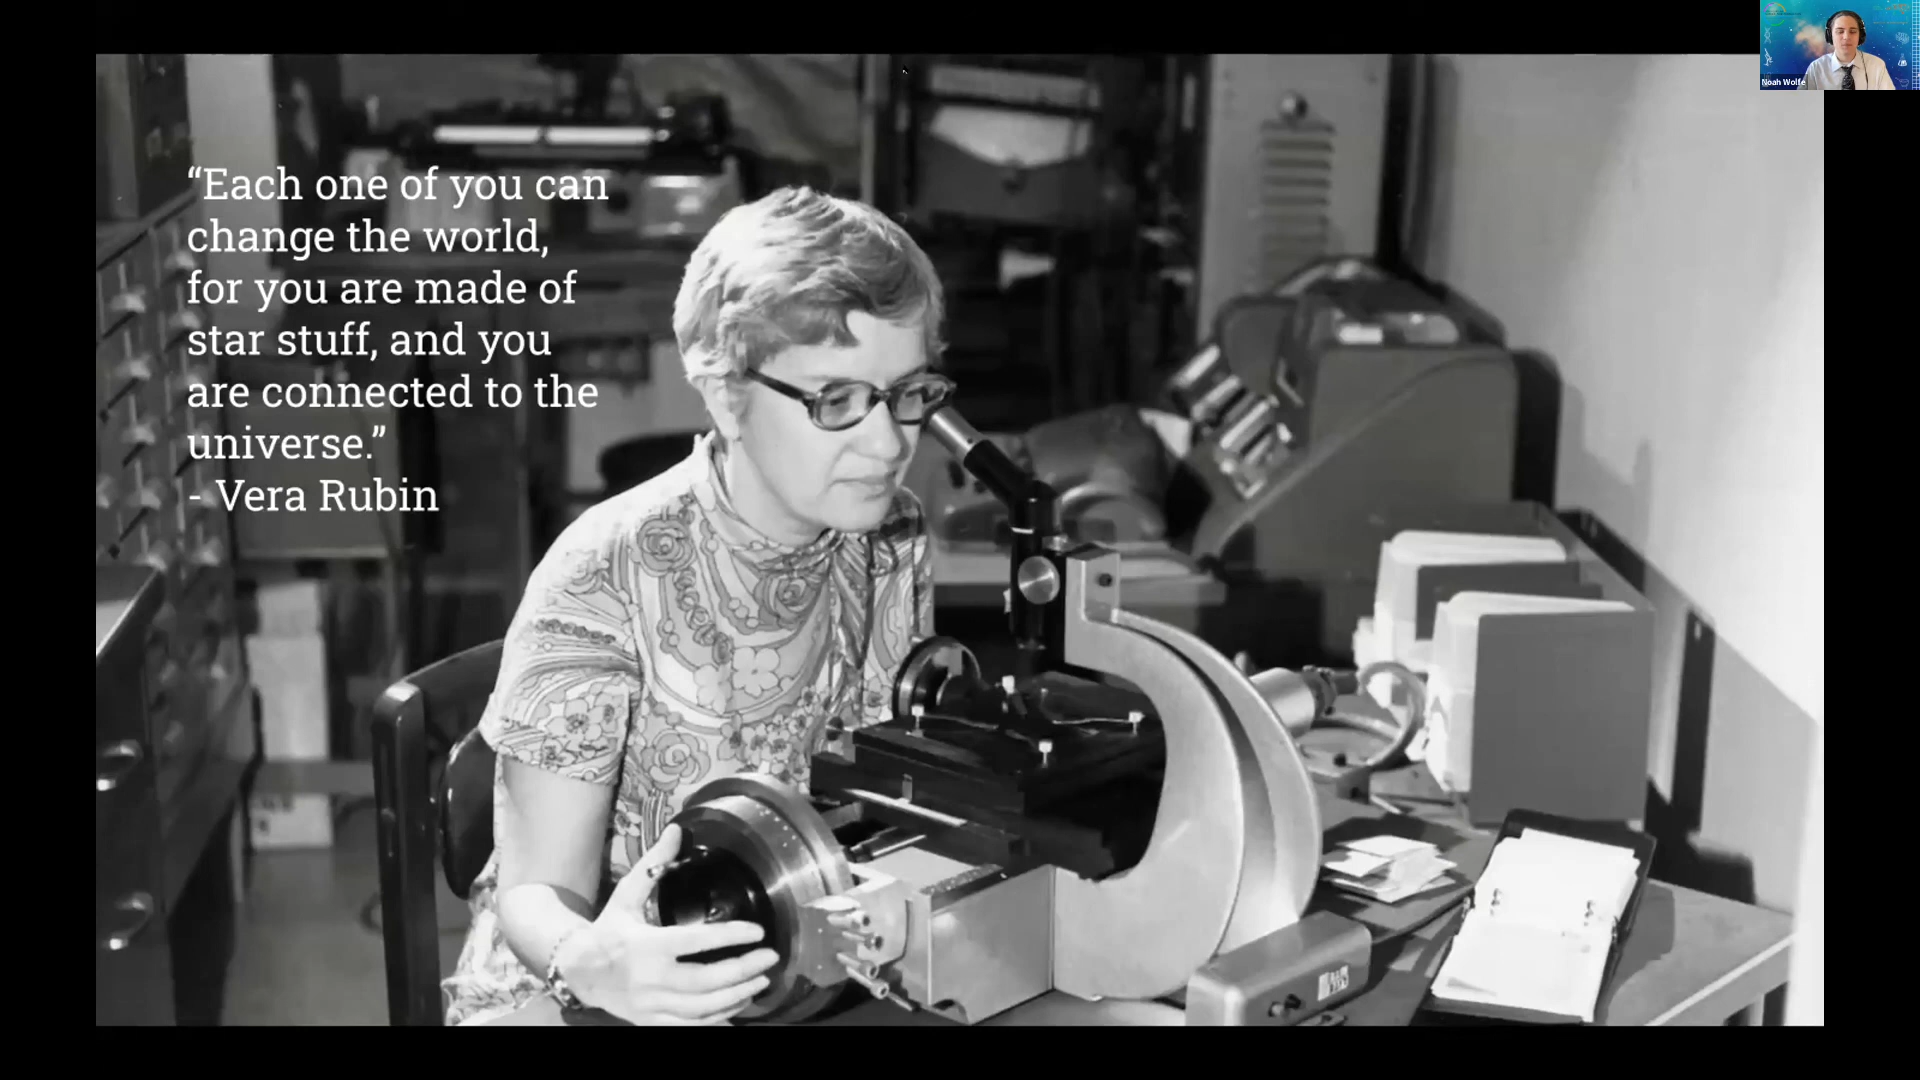 “Each one of you can
change the world,
for you are made of
star stuff, and you
are connected to the
universe.”
- Vera Rubin
Noah Wolfe